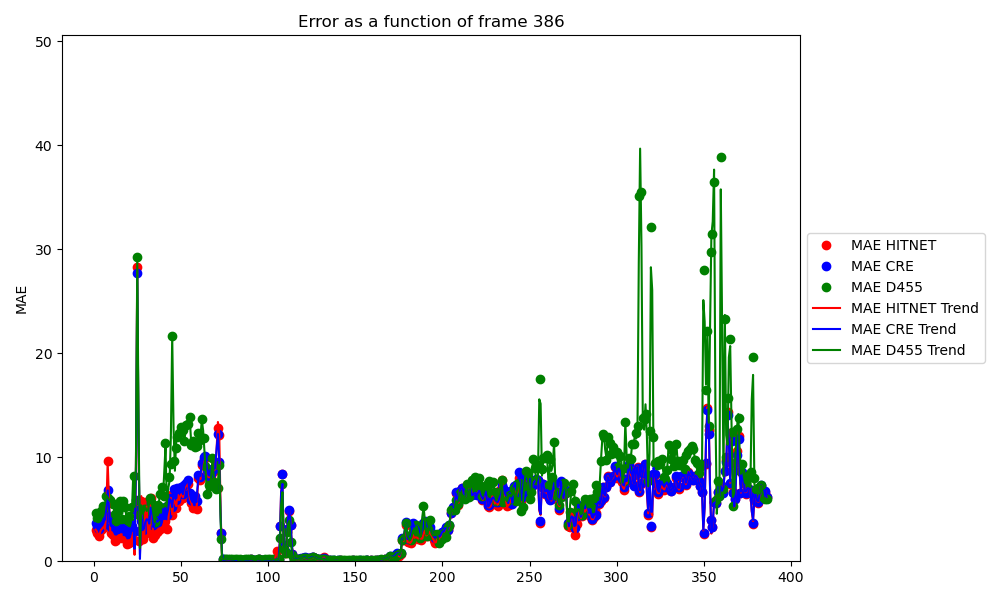 Error as a function of frame 386
50
40
30
20
10
0
MAE
0
50
100
150
200
250
300
350
400
MAE HITNET
MAE CRE
MAE D455
MAE HITNET Trend
MAE CRE Trend
MAE D455 Trend